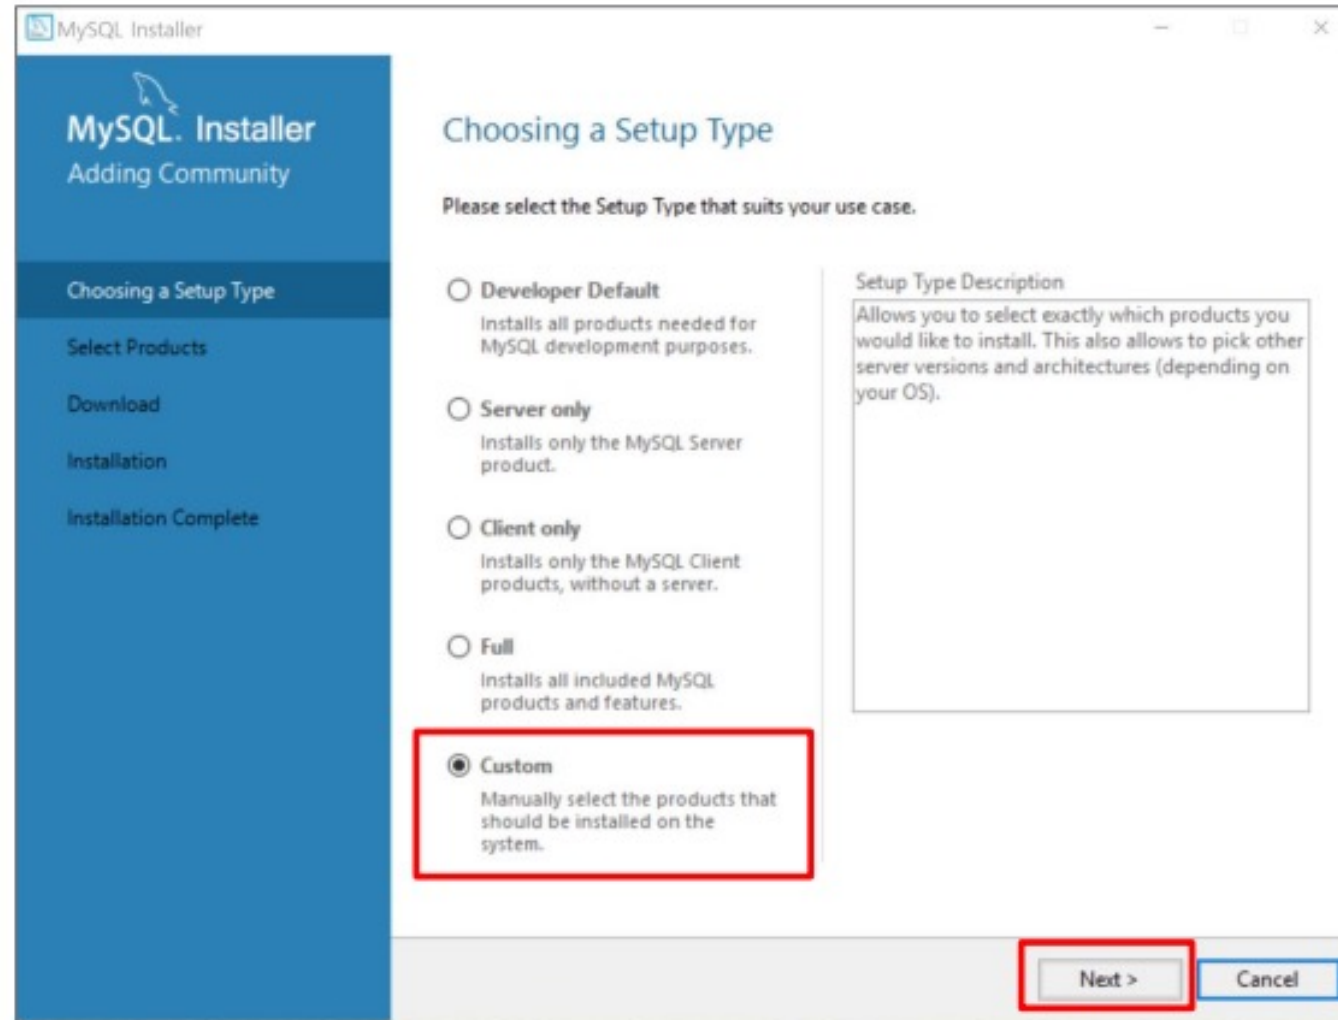 MySQL Installer
MySQL. Installer
Adding Community
Choosing a Setup Type
Select Products
Download
Installation
Installation Complete
Choosing a Setup Type
Please select the Setup Type that suits your use case.
Developer Default
Installs all products needed for
MySQL development purposes.
Server only
Installs only the MySQL Server
product.
Client only
Installs only the MySQL Client
products, without a server.
Full
Installs all included MySQL
products and features.
Custom
Manually select the products that
should be installed on the
system.
Setup Type Description
Allows you to select exactly which products you
would like to install. This also allows to pick other
server versions and architectures (depending on
your OS).
Next >
Cancel